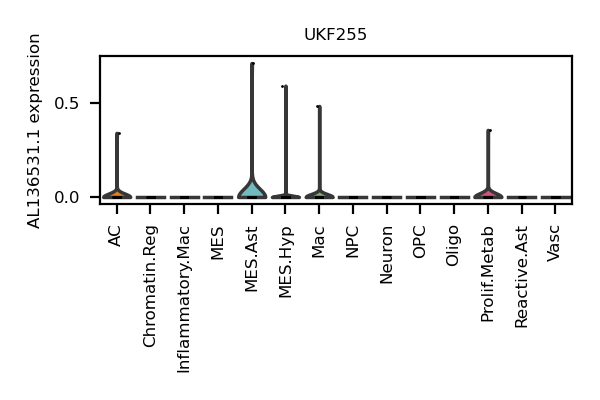 UKF255
AL136531.1 expression
0.5
0.0
AC
Chromatin.Reg
Inflammatory.Mac
MES
MES.Ast
MES.Hyp
Mac
NPC
Neuron
OPC
Oligo
Prolif.Metab
Reactive.Ast
Vasc